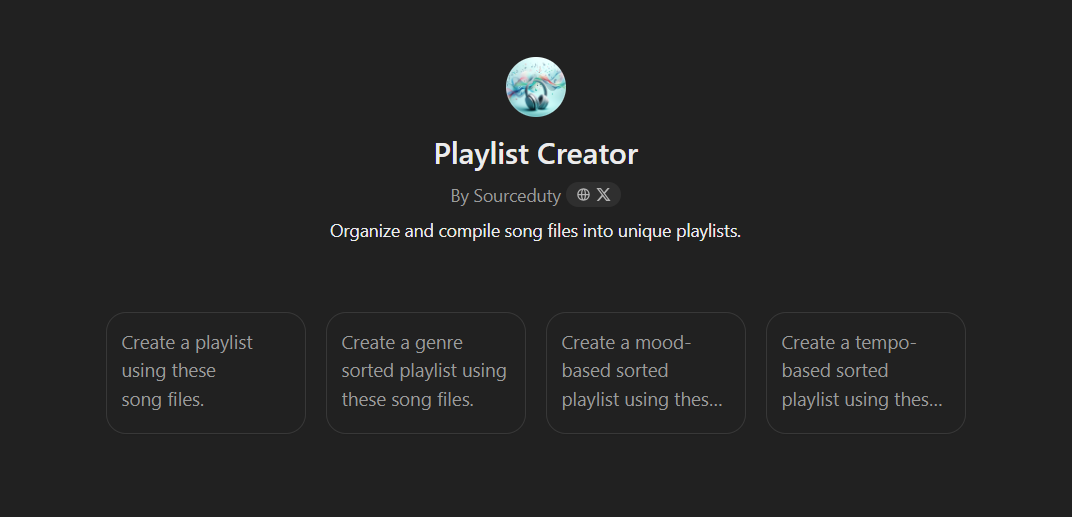 Playlist Creator
By Sourceduty
Organize and compile song files into unique playlists.
Create a playlist
using these
song files.
Create a genre
sorted playlist using
these song files.
Create a mood-
based sorted
playlist using thes...
Create a tempo-
based sorted
playlist using thes...